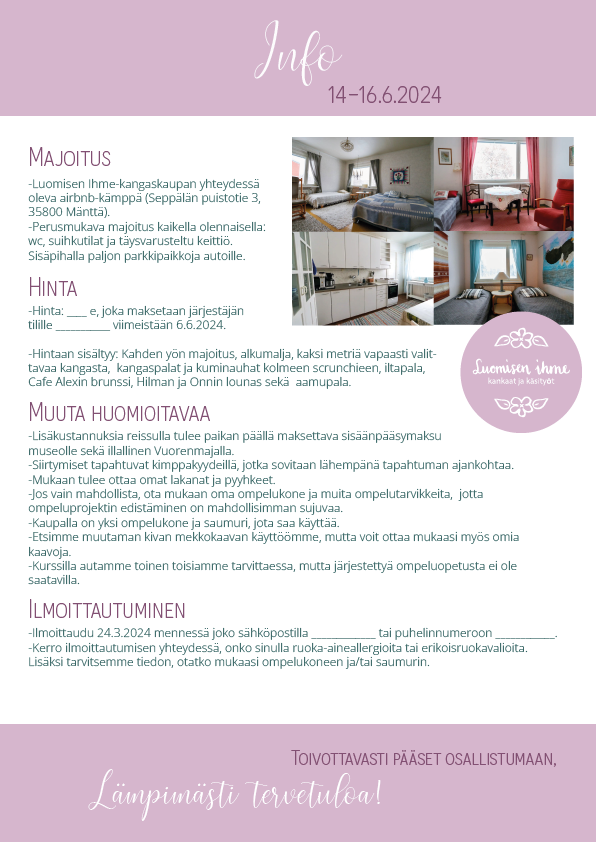 Info
14-16.6.2024
Majoitus
-Luomisen Ihme-kangaskaupan yhteydessä
oleva airbnb-kämppä (Seppälän puistotie 3,
35800 Mänttä).
-Perusmukava majoitus kaikella olennaisella:
wc, suihkutilat ja täysvarusteltu keittiö.
Sisäpihalla paljon parkkipaikkoja autoille.
Hinta
-Hinta: ____ e, joka maksetaan järjestäjän
tilille __________ viimeistään 6.6.2024.
-Hintaan sisältyy: Kahden yön majoitus, alkumalja, kaksi metriä vapaasti valit-
tavaa kangasta, kangaspalat ja kuminauhat kolmeen scrunchieen, iltapala,
Cafe Alexin brunssi, Hilman ja Onnin lounas sekä aamupala.
Luomisen ihme
kankaat ja käsityöt
Muuta huomioitavaa
-Lisäkustannuksia reissulla tulee paikan päällä maksettava sisäänpääsymaksu
museolle sekä illallinen Vuorenmajalla.
-Siirtymiset tapahtuvat kimppakyydeillä, jotka sovitaan lähempänä tapahtuman ajankohtaa.
-Mukaan tulee ottaa omat lakanat ja pyyhkeet.
-Jos vain mahdollista, ota mukaan oma ompelukone ja muita ompelutarvikkeita, jotta
ompeluprojektin edistäminen on mahdollisimman sujuvaa.
-Kaupalla on yksi ompelukone ja saumuri, jota saa käyttää.
-Etsimme muutaman kivan mekkokaavan käyttöömme, mutta voit ottaa mukaasi myös omia
kaavoja.
-Kurssilla autamme toinen toisiamme tarvittaessa, mutta järjestettyä ompeluopetusta ei ole
saatavilla.
Ilmoittautuminen
-Ilmoittaudu 24.3.2024 mennessä joko sähköpostilla ____________ tai puhelinnumeroon ___________.
-Kerro ilmoittautumisen yhteydessä, onko sinulla ruoka-aineallergioita tai erikoisruokavalioita.
Lisäksi tarvitsemme tiedon, otatko mukaasi ompelukoneen ja/tai saumurin.
Toivottavasti pääset osallistumaan,
Lämpimästi tervetuloa!